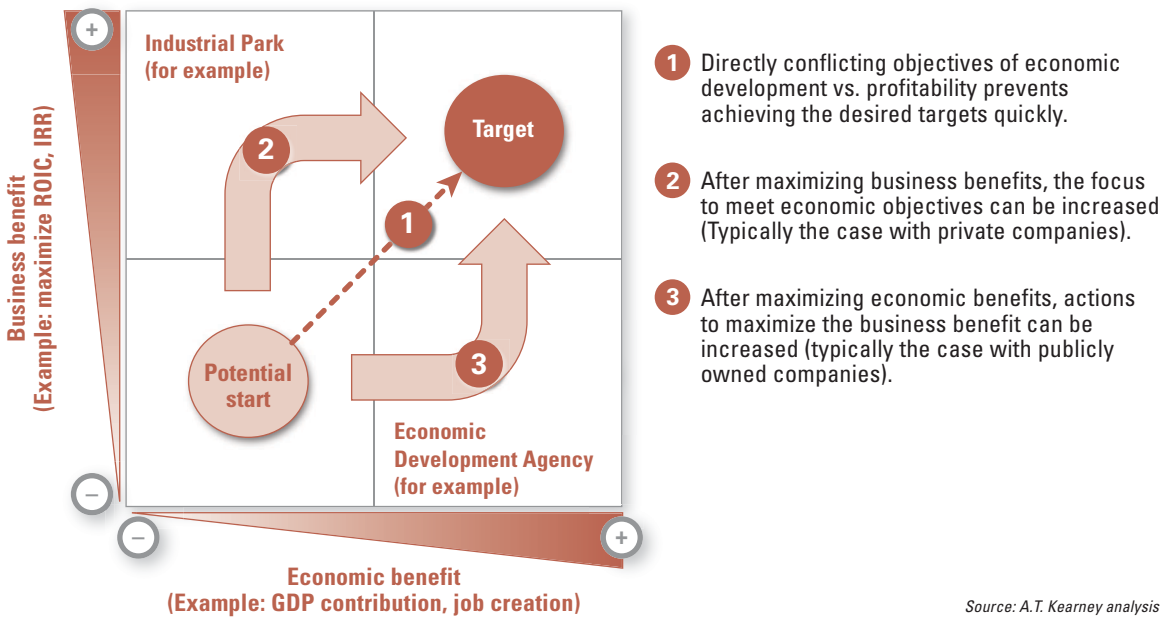 +
Industrial Park
(for example)
2
Target
1
Potential
start
3
Economic
Development Agency
(for example)
Business benefit
(Example: maximize ROIC, IRR)
−
−
+
Economic benefit
(Example: GDP contribution, job creation)
1 Directly conflicting objectives of economic
development vs. profitability prevents
achieving the desired targets quickly.
2 After maximizing business benefits, the focus
to meet economic objectives can be increased
(Typically the case with private companies).
3 After maximizing economic benefits, actions
to maximize the business benefit can be
increased (typically the case with publicly
owned companies).
Source: A.T. Kearney analysis